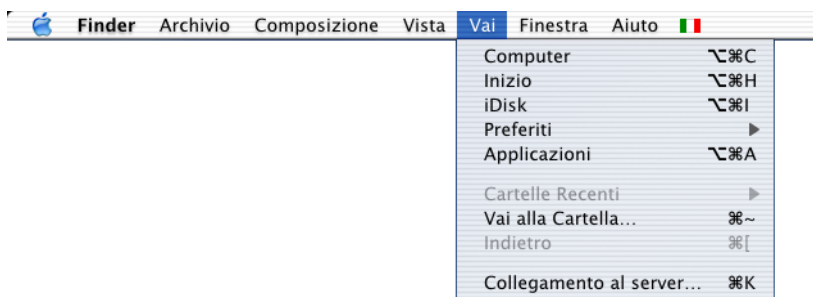 Finder Archivio Composizione Vista Vai Finestra Aiuto
Computer ⌥⌘C
Inizio ⌥⌘H
iDisk ⌥⌘I
Preferiti
Applicazioni ⌥⌘A
Cartelle Recenti
Vai alla Cartella... ⌘~
Indietro ⌘[
Collegamento al server... ⌘K